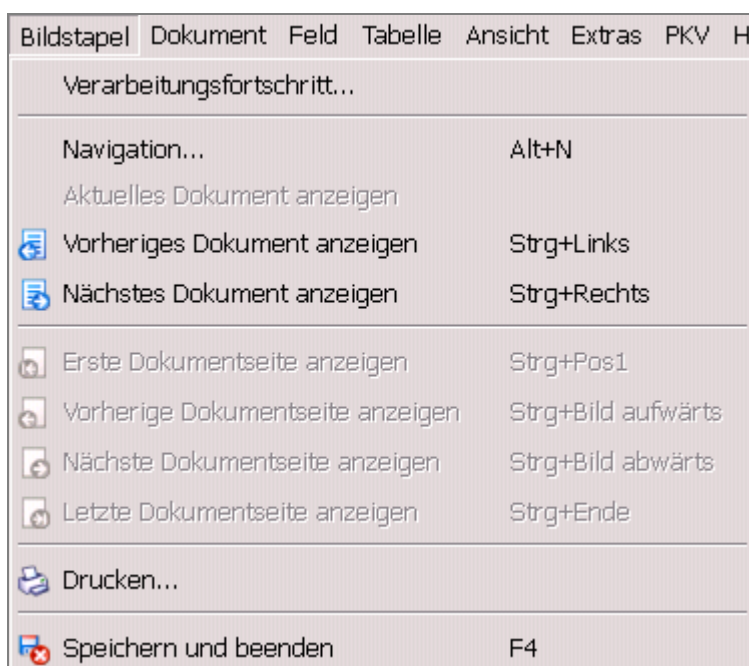 Bildstapel Dokument Feld Tabelle Ansicht Extras PKV H
Verarbeitungsfortschritt...
Navigation... Alt+N
Aktuelles Dokument anzeigen
Vorheriges Dokument anzeigen Strg+Links
Nächstes Dokument anzeigen Strg+Rechts
Erste Dokumentseite anzeigen Strg+Pos1
Vorherige Dokumentseite anzeigen Strg+Bild aufwärts
Nächste Dokumentseite anzeigen Strg+Bild abwärts
Letzte Dokumentseite anzeigen Strg+Ende
Drucken...
Speichern und beenden F4